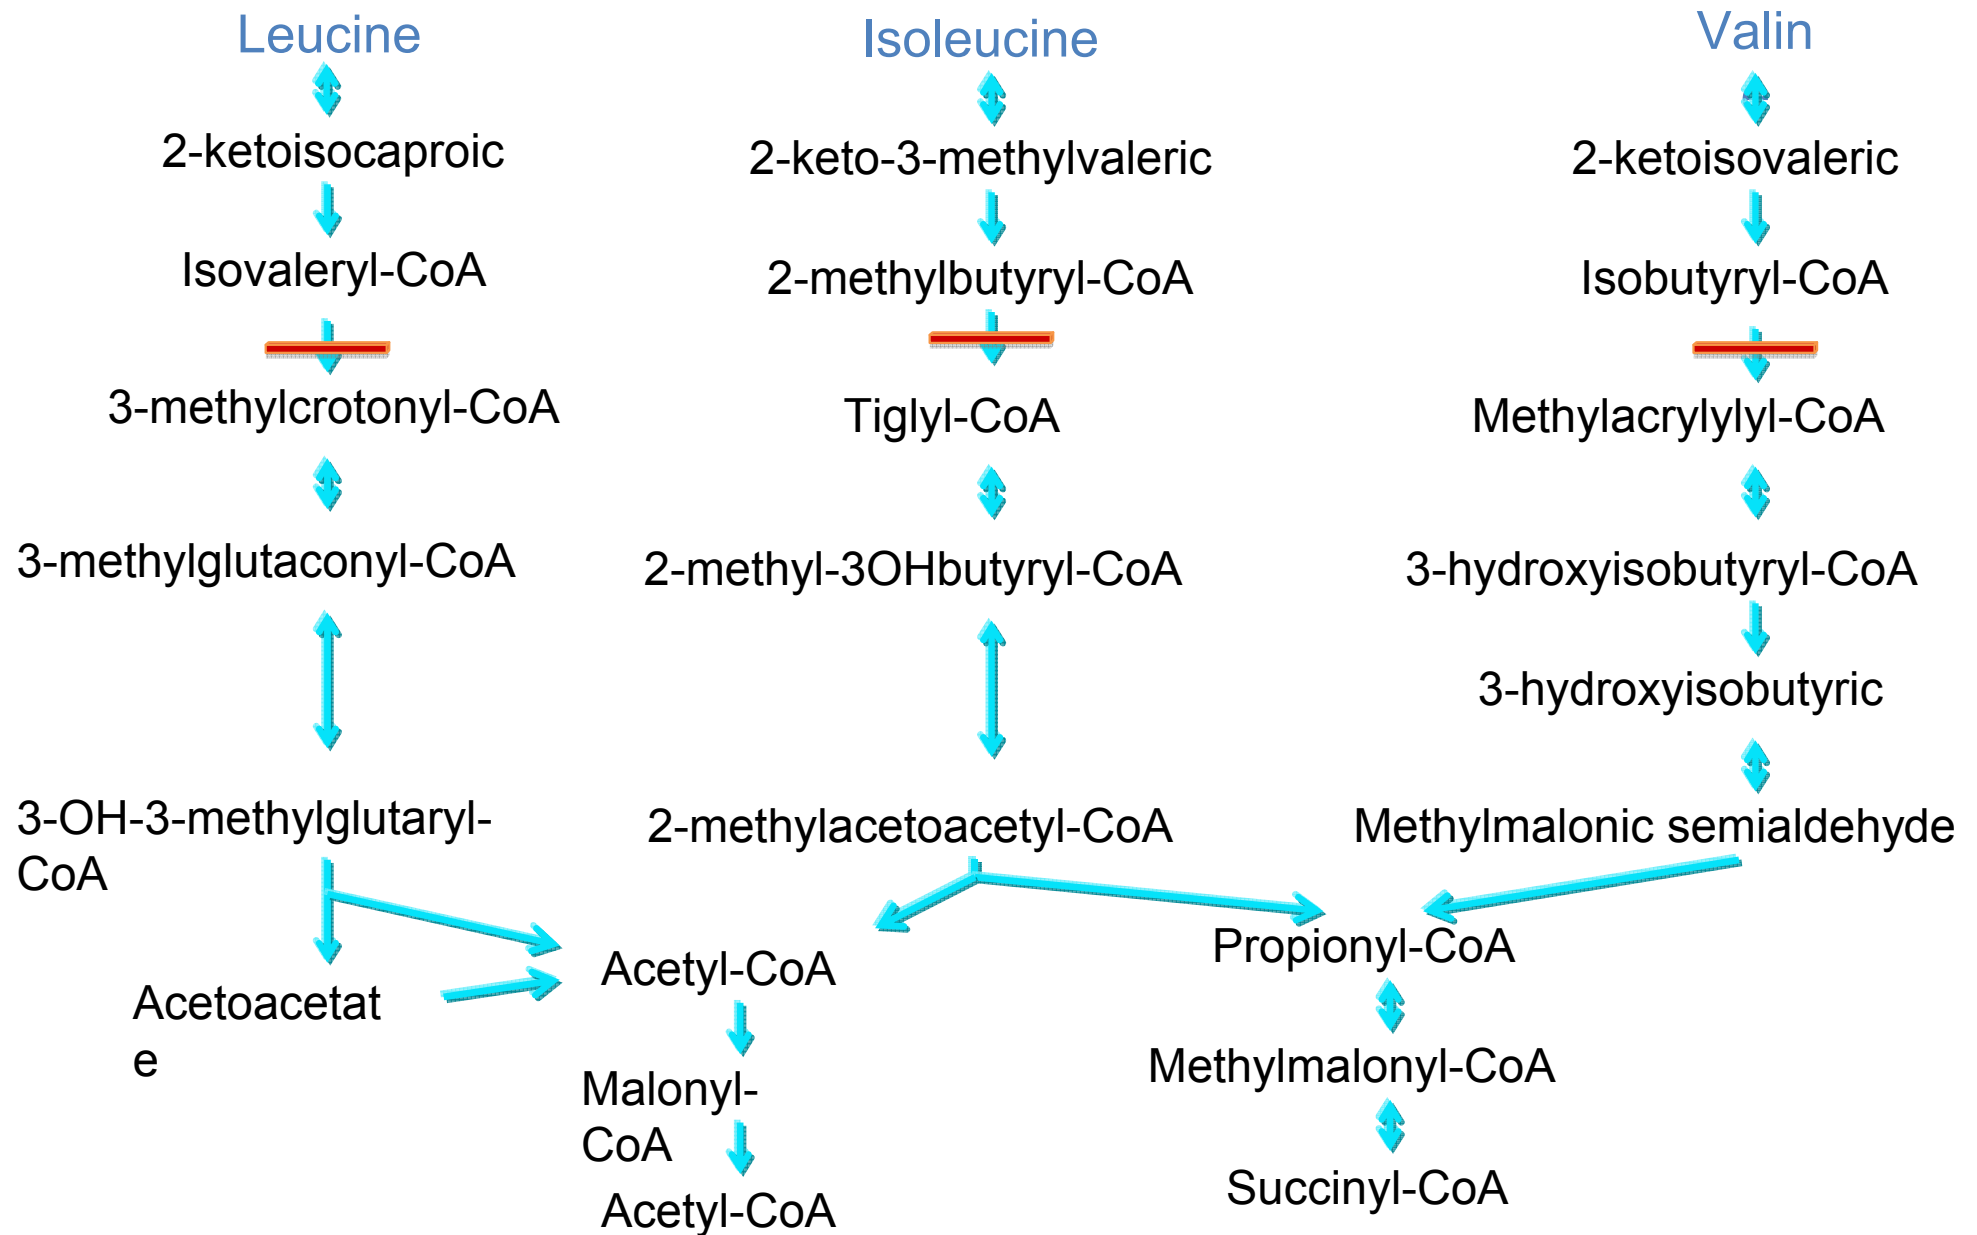 Leucine
Isoleucine
Valin
2-ketoisocaproic
2-keto-3-methylvaleric
2-ketoisovaleric
Isovaleryl-CoA
2-methylbutyryl-CoA
Isobutyryl-CoA
3-methylcrotonyl-CoA
Tiglyl-CoA
Methylacrylylyl-CoA
3-methylglutaconyl-CoA
2-methyl-3OHbutyryl-CoA
3-hydroxyisobutyryl-CoA
3-hydroxyisobutyric
3-OH-3-methylglutaryl-
CoA
2-methylacetoacetyl-CoA
Methylmalonic semialdehyde
Acetoacetat
e
Acetyl-CoA
Propionyl-CoA
Malonyl-
CoA
Methylmalonyl-CoA
Acetyl-CoA
Succinyl-CoA